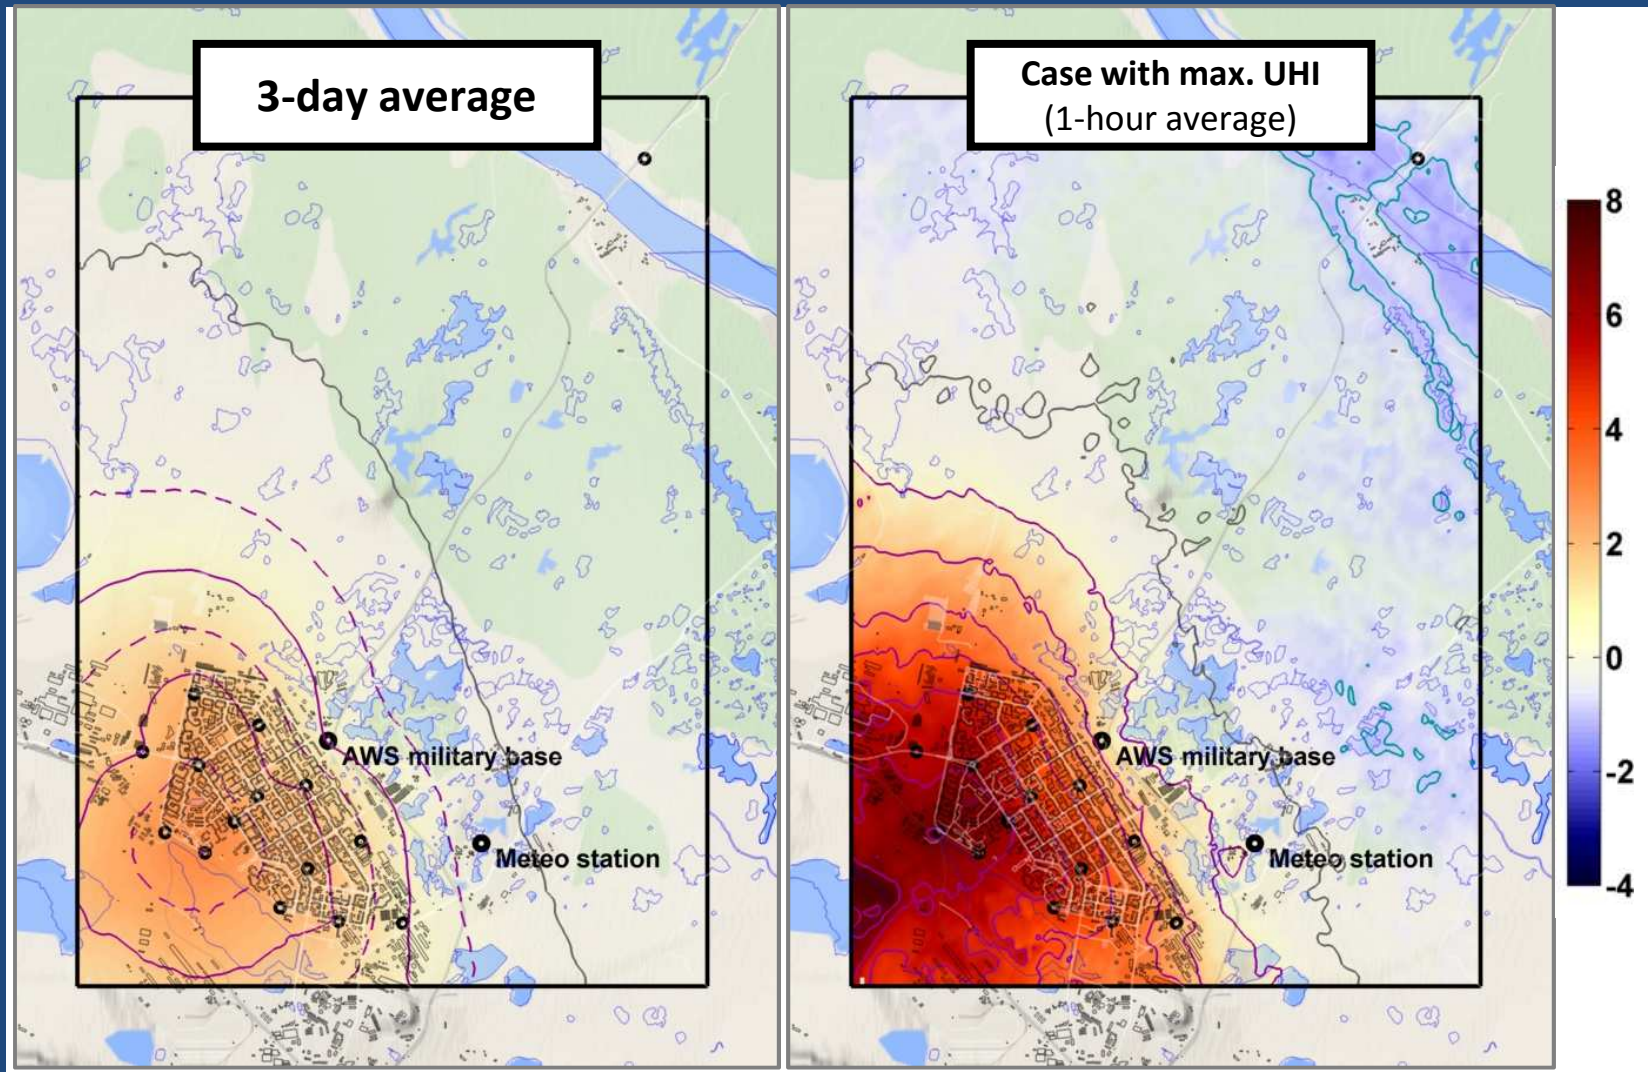 3-day average
Case with max. UHI
(1-hour average)
AWS military base
Meteo station
AWS military base
Meteo station
8
6
4
2
0
-2
-4